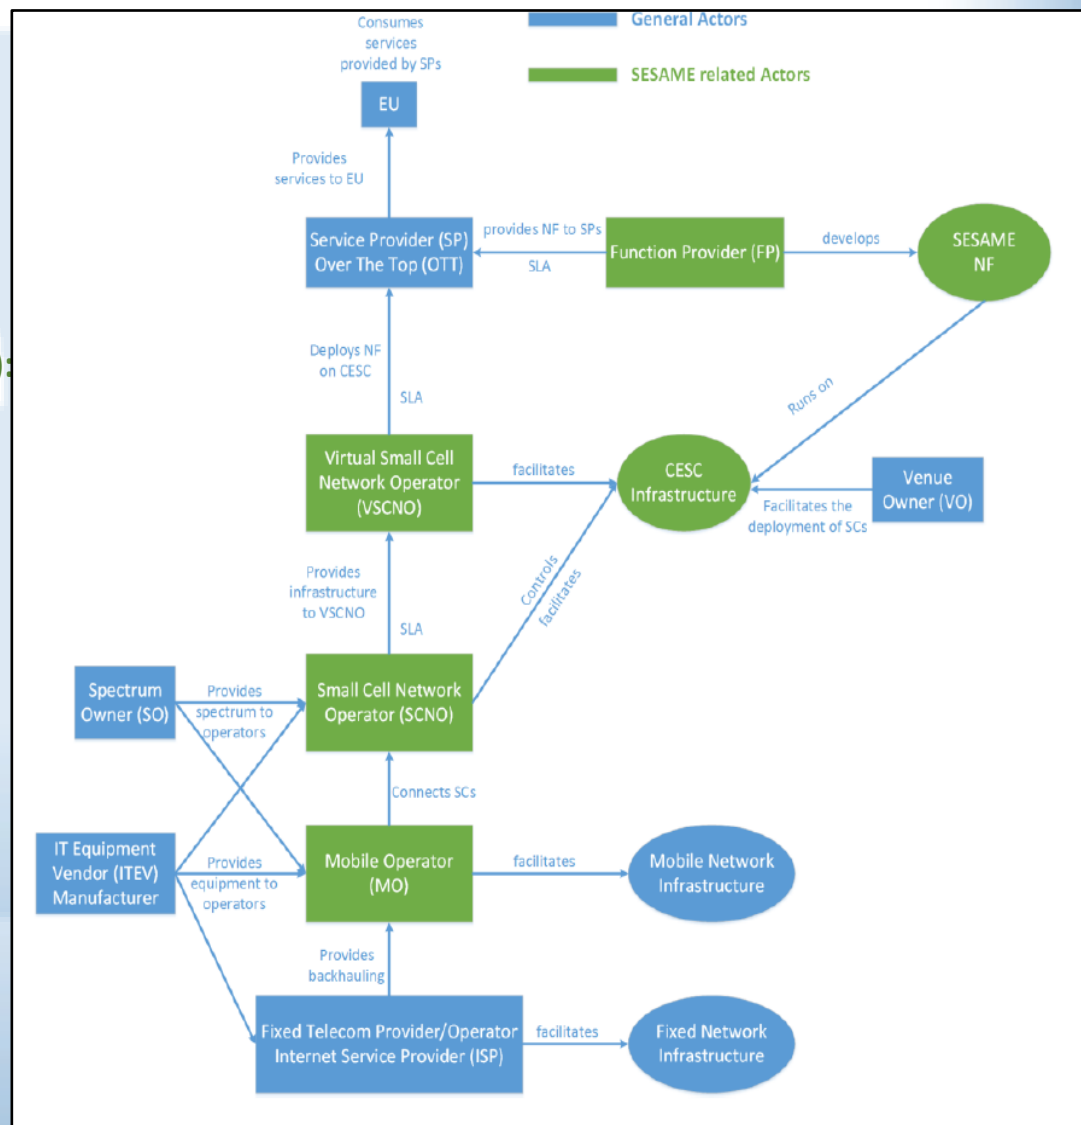 Consumes
services
provided by SPs
General Actors
SESAME related Actors
EU
Provides
services to EU
Service Provider (SP)
Over The Top (OTT)
provides NF to SPs
SLA
Function Provider (FP)
develops
SESAME
NF
Deploys NF
on CESC
SLA
Runs on
):
Virtual Small Cell
Network Operator
(VSCNO)
facilitates
CESC
Infrastructure
Venue
Owner (VO)
Facilitates the
deployment of SCs
Provides
infrastructure
to VSCNO
SLA
Controls
facilitates
Spectrum
Owner (SO)
Provides
spectrum to
operators
Small Cell Network
Operator (SCNO)
Connects SCs
IT Equipment
Vendor (ITEV)
Manufacturer
Provides
equipment to
operators
Mobile Operator
(MO)
facilitates
Mobile Network
Infrastructure
Provides
backhauling
Fixed Telecom Provider/Operator
Internet Service Provider (ISP)
facilitates
Fixed Network
Infrastructure